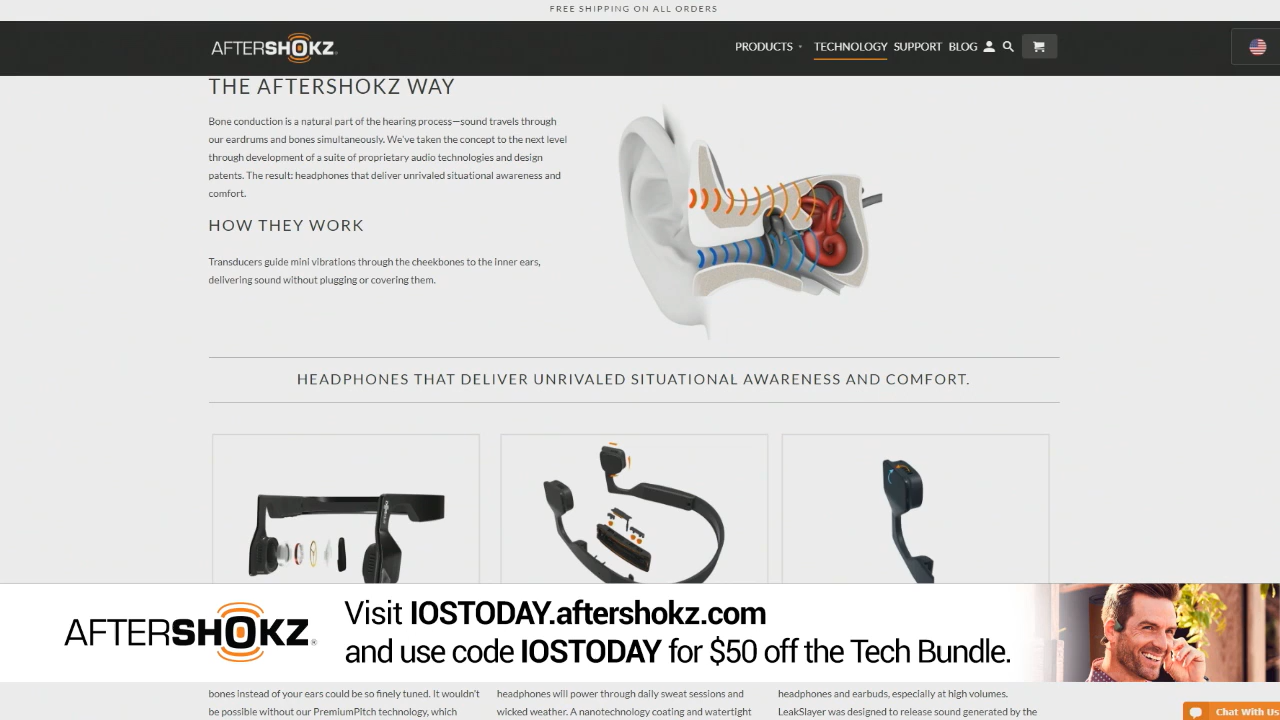 FREE SHIPPING ON ALL ORDERS
AFTERSHOKZ
PRODUCTS TECHNOLOGY SUPPORT BLOG
THE AFTERSHOKZ WAY
Bone conduction is a natural part of the hearing process—sound travels through
our eardrums and bones simultaneously. We've taken the concept to the next level
through development of a suite of proprietary audio technologies and design
patents. The result: headphones that deliver unrivaled situational awareness and
comfort.
HOW THEY WORK
Transducers guide mini vibrations through the cheekbones to the inner ears,
delivering sound without plugging or covering them.
HEADPHONES THAT DELIVER UNRIVALED SITUATIONAL AWARENESS AND COMFORT.
AFTERSHOKZ®
Visit IOSTODAY.aftershokz.com
and use code IOSTODAY for $50 off the Tech Bundle.
bones instead of your ears could be so finely tuned. It wouldn't
be possible without our PremiumPitch technology, which
headphones will power through daily sweat sessions and
wicked weather. A nanotechnology coating and watertight
headphones and earbuds, especially at high volumes.
LeakSlayer was designed to release sound generated by the
Chat With Us